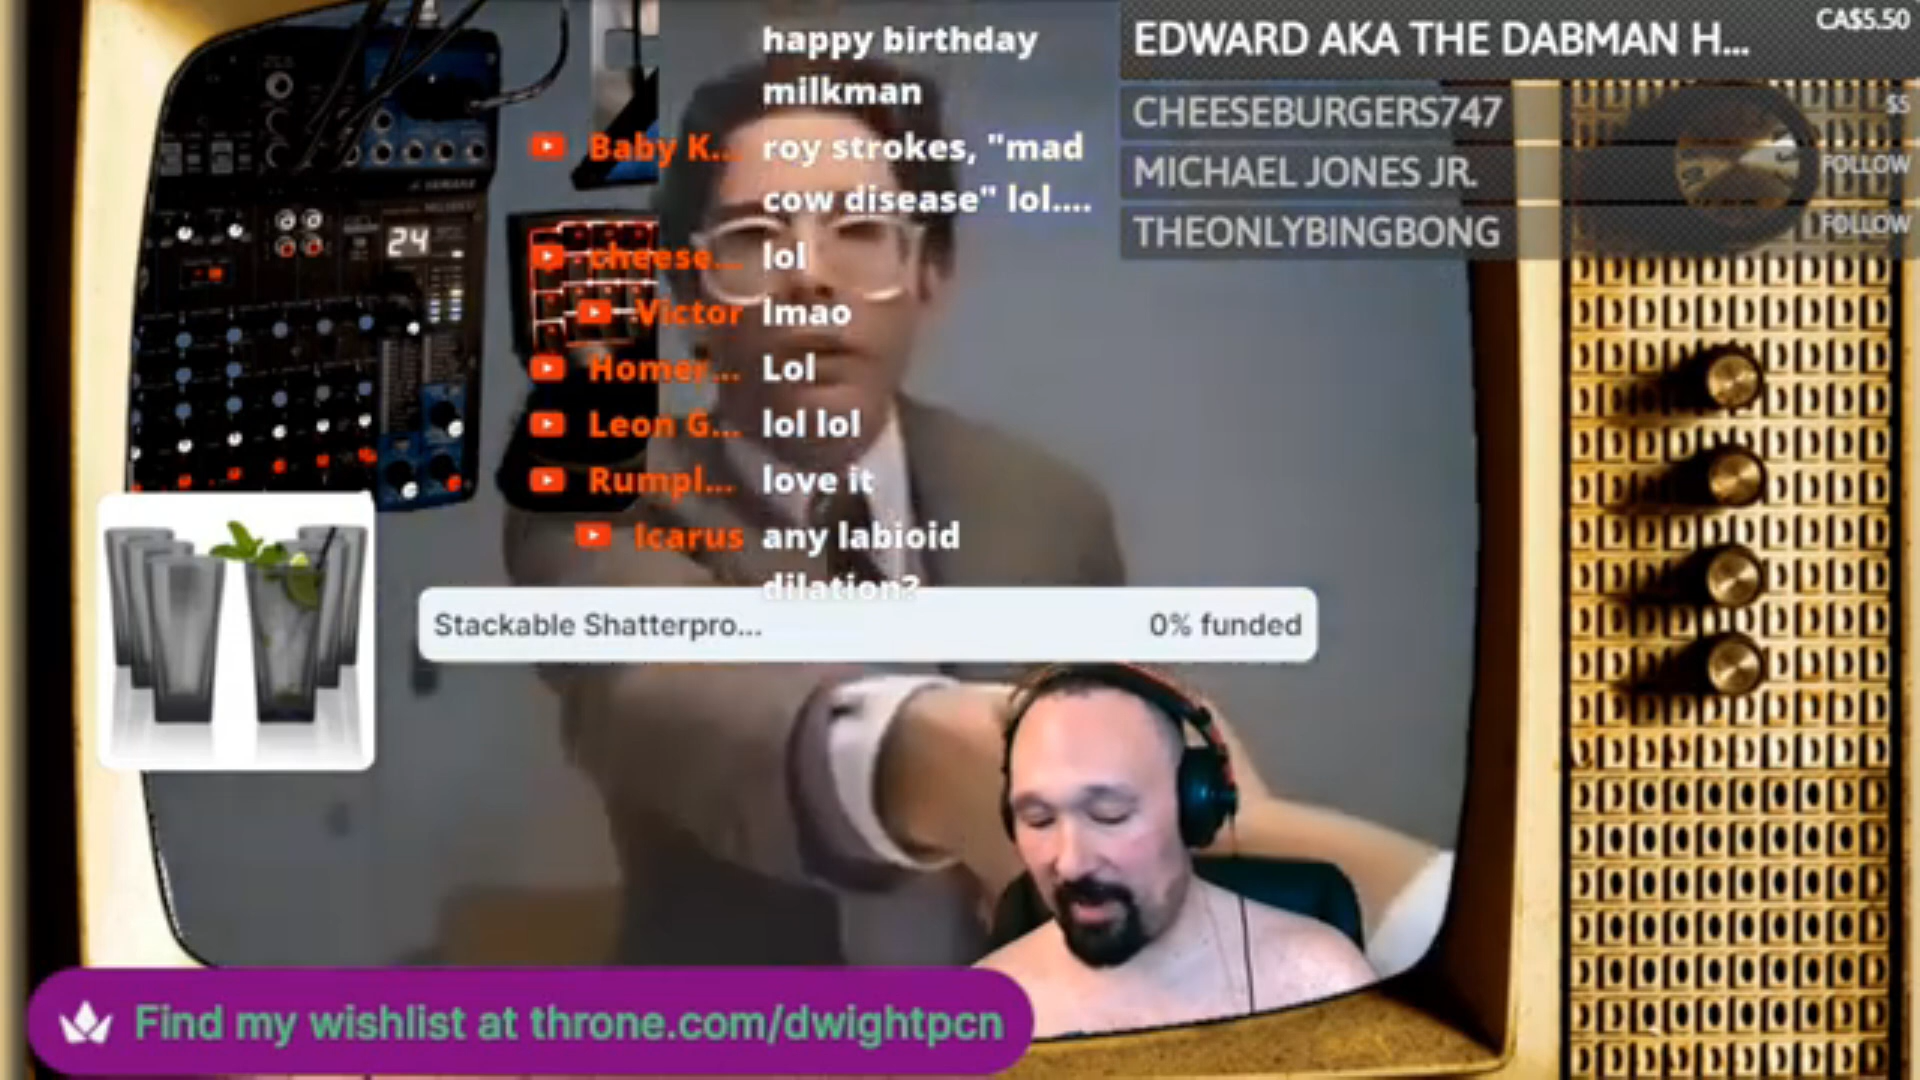 happy birthday
milkman
Baby K... roy strokes, "mad
cow disease" lol....
cheese... lol
Victor lmao
Homer... Lol
Leon G... lol lol
Rumpl... love it
Icarus any labioid
dilation?
EDWARD AKA THE DABMAN H... CA$5.50
CHEESEBURGERS747 $5
MICHAEL JONES JR. FOLLOW
THEONLYBINGBONG FOLLOW
24
Stackable Shatterpro... 0% funded
Find my wishlist at throne.com/dwightpcn